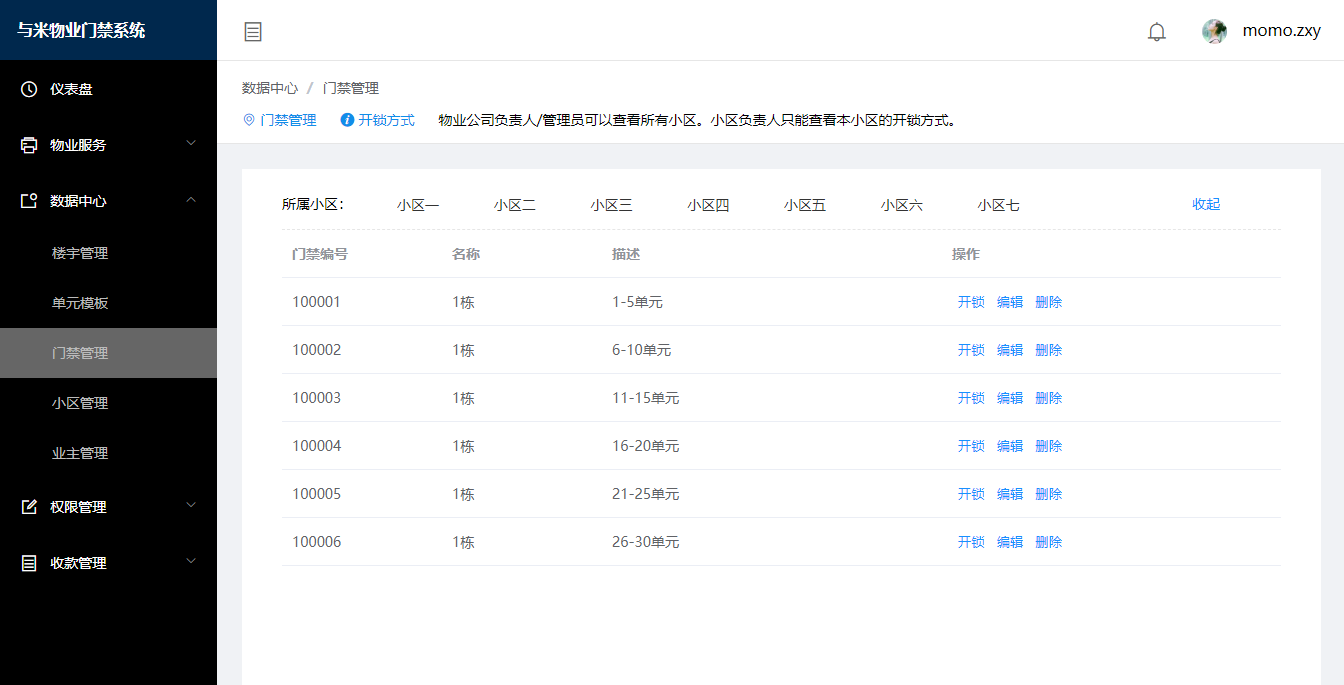 与米物业门禁系统
momo.zxy
仪表盘
物业服务
数据中心
楼宇管理
单元模板
门禁管理
小区管理
业主管理
权限管理
收款管理
数据中心 / 门禁管理
门禁管理 开锁方式 物业公司负责人/管理员可以查看所有小区。小区负责人只能查看本小区的开锁方式。
所属小区: 小区一 小区二 小区三 小区四 小区五 小区六 小区七 收起
门禁编号 名称 描述 操作
100001 1栋 1-5单元 开锁 编辑 删除
100002 1栋 6-10单元 开锁 编辑 删除
100003 1栋 11-15单元 开锁 编辑 删除
100004 1栋 16-20单元 开锁 编辑 删除
100005 1栋 21-25单元 开锁 编辑 删除
100006 1栋 26-30单元 开锁 编辑 删除